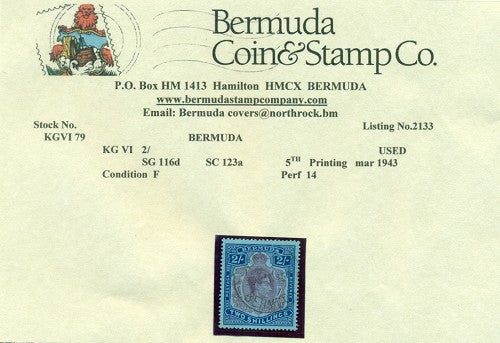 Bermuda
Coin&Stamp Co.
P.O. Box HM 1413 Hamilton HMCX BERMUDA
www.bermudastampcompany.com
Email: Bermuda covers@northrock.bm
Stock No. Listing No.2133
KGVI 79 BERMUDA
KG VI 2/ USED
SG 116d SC 123a 5TH Printing mar 1943
Condition F Perf 14
BERMUDA
2/- 2/-
TWO SHILLINGS